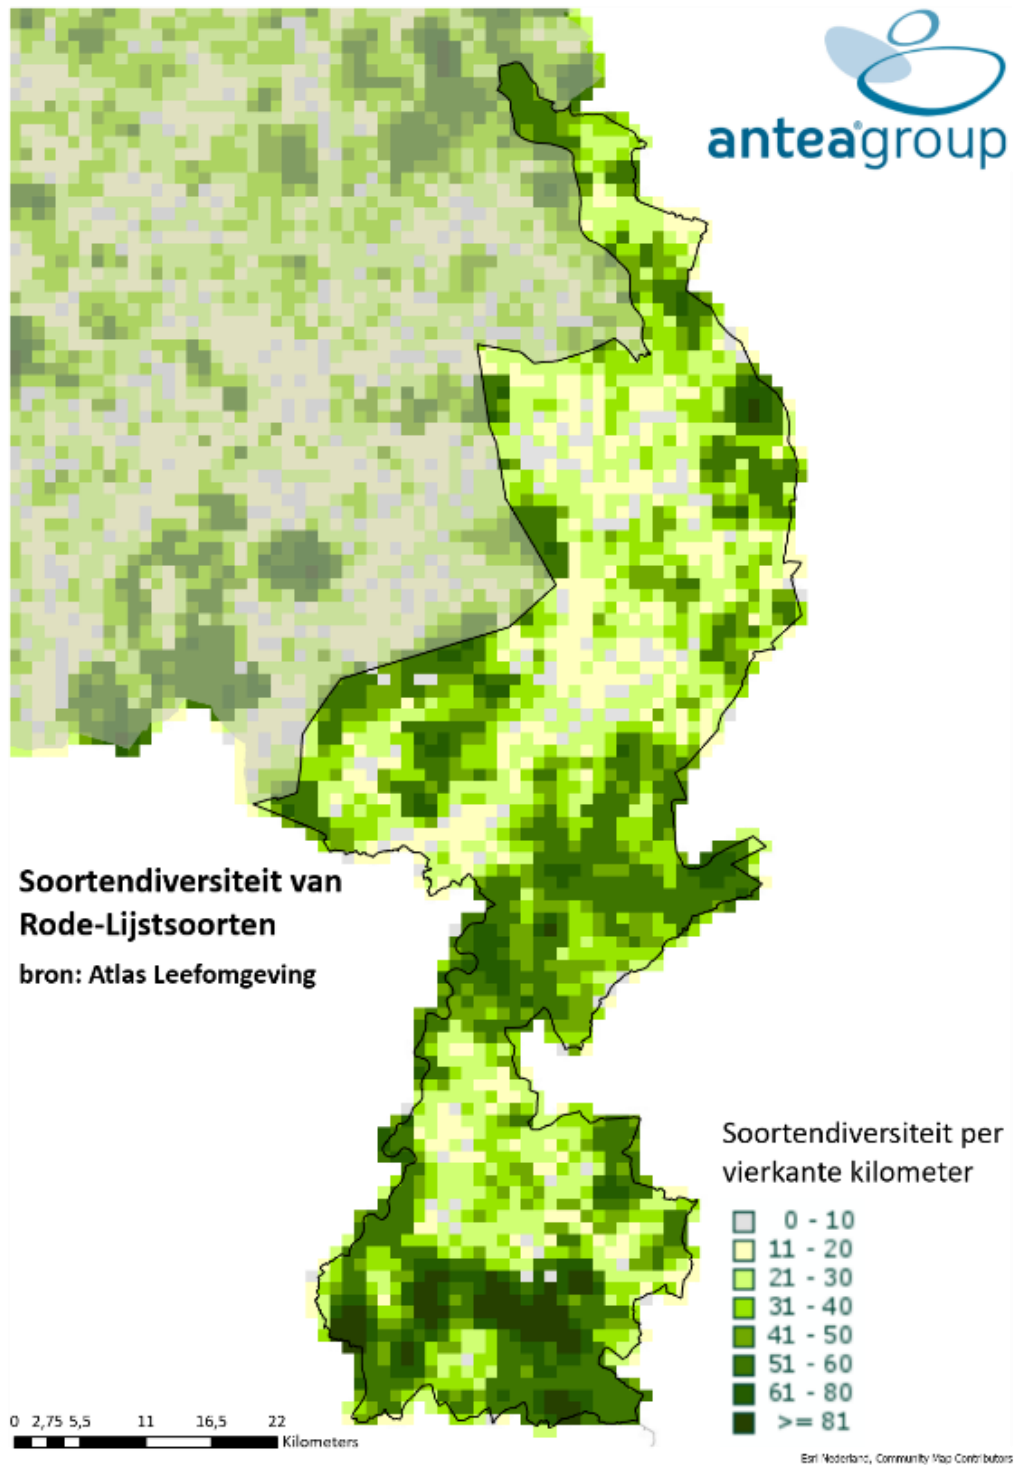 anteagroup
Soortendiversiteit van
Rode-Lijstsoorten
bron: Atlas Leefomgeving
Soortendiversiteit per
vierkante kilometer
0 - 10
11 - 20
21 - 30
31 - 40
41 - 50
51 - 60
61 - 80
>= 81
0 2,75 5,5 11 16,5 22
Kilometers
Esri Nederland, Community Map Contributors